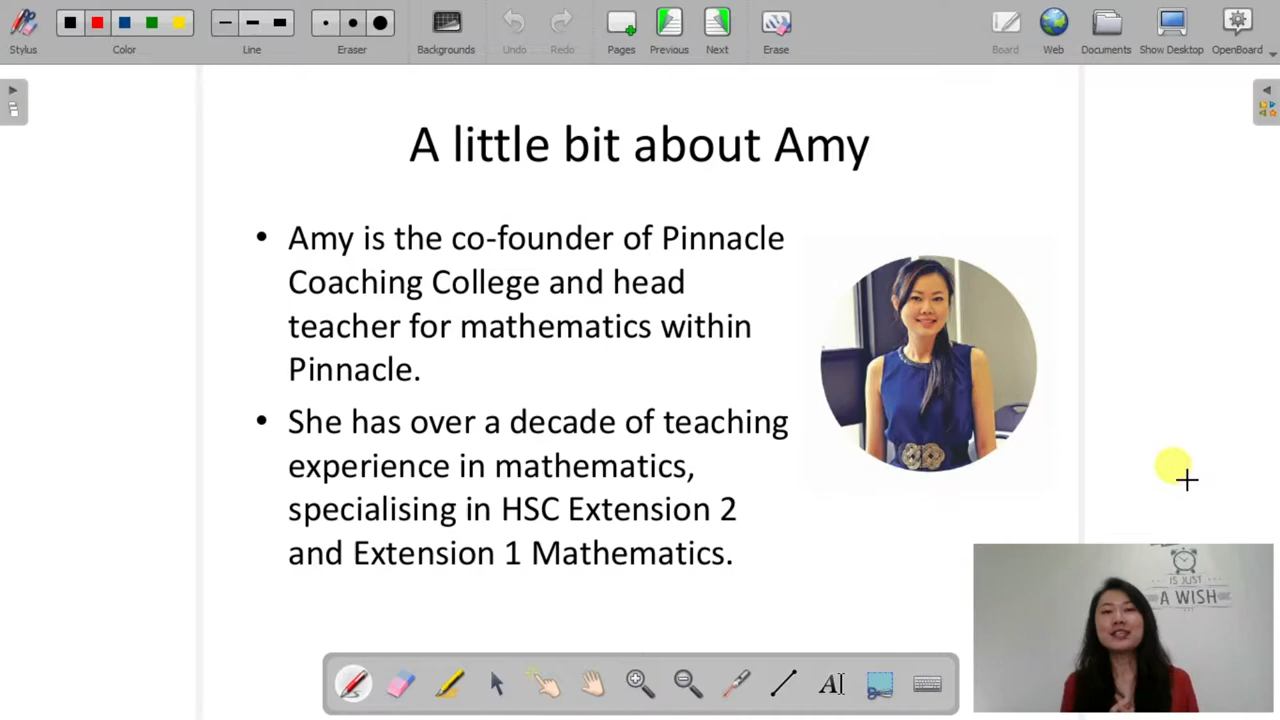 Stylus
Color
Line
Eraser
Backgrounds
Undo
Redo
Pages
Previous
Next
Erase
Board
Web
Documents
Show Desktop
OpenBoard
A little bit about Amy
• Amy is the co-founder of Pinnacle
Coaching College and head
teacher for mathematics within
Pinnacle.
• She has over a decade of teaching
experience in mathematics,
specialising in HSC Extension 2
and Extension 1 Mathematics.
IS JUST
A WISH